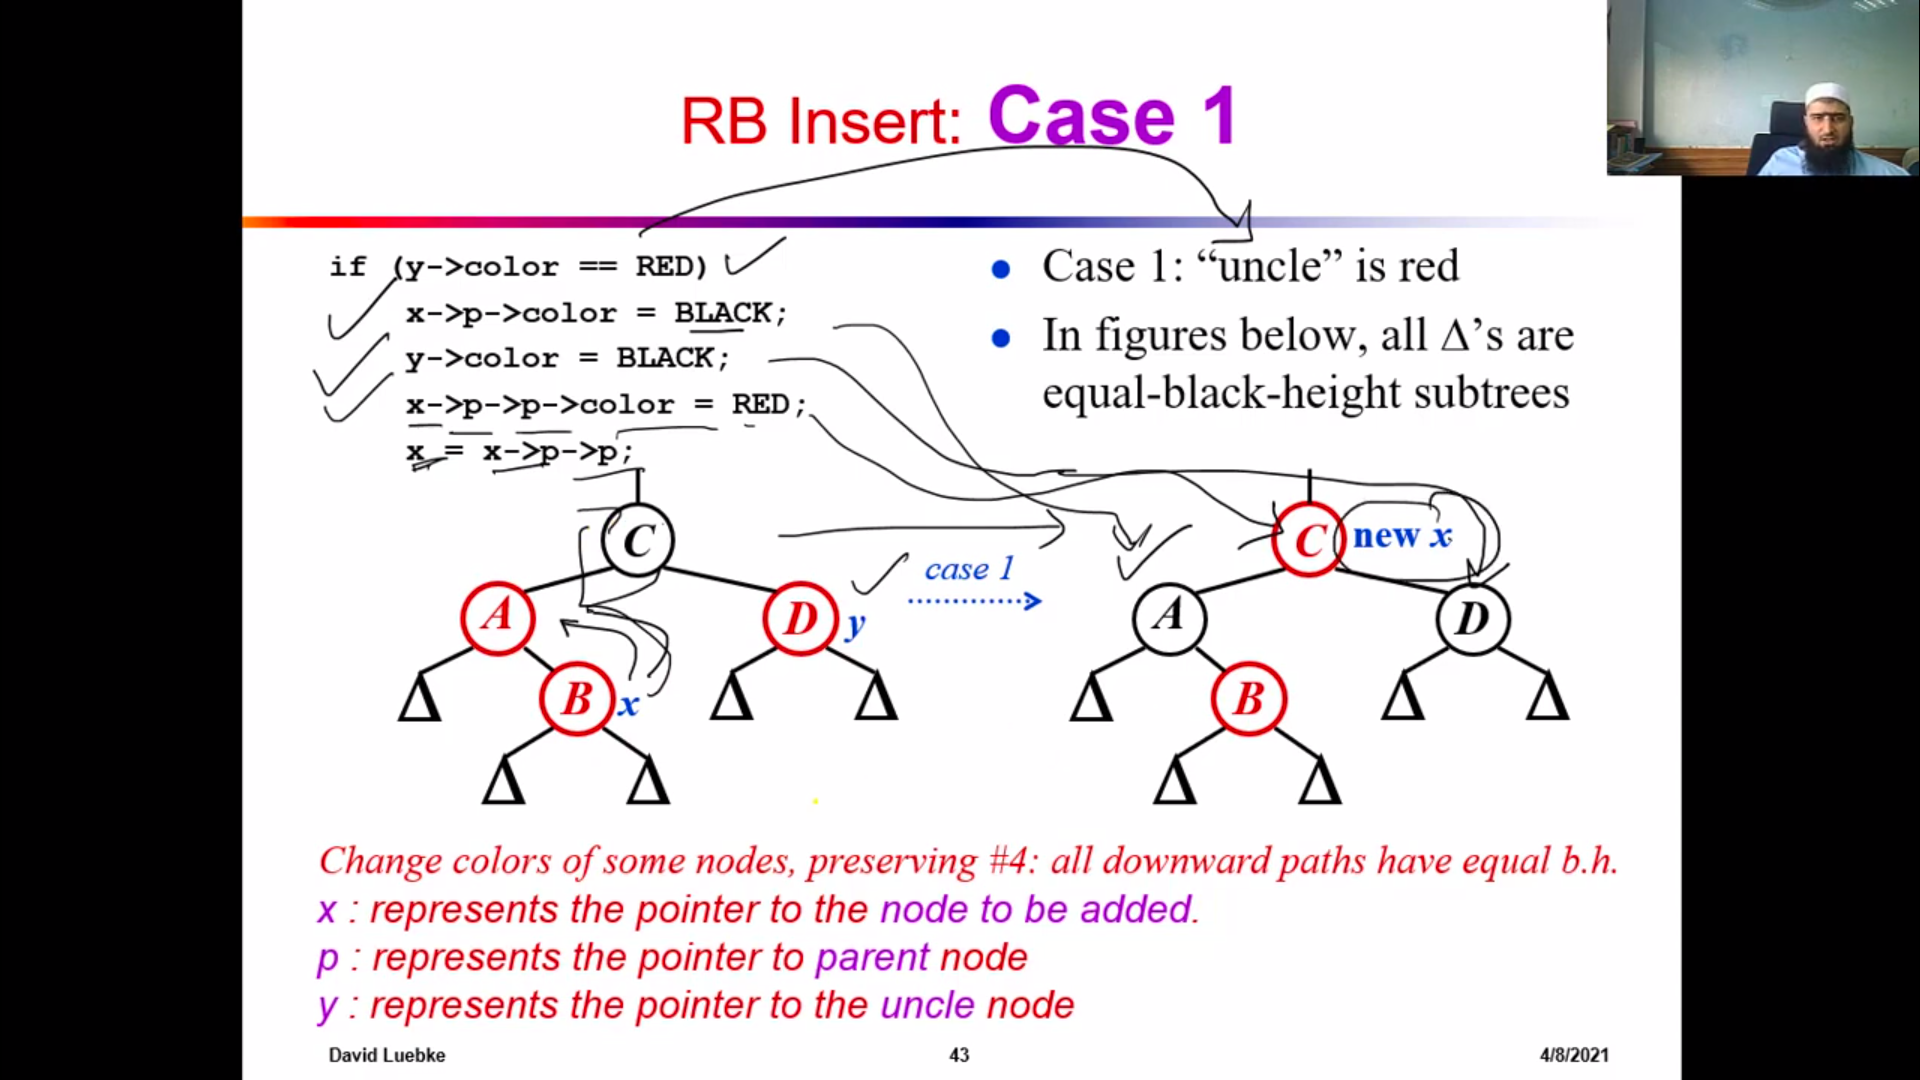 RB Insert: Case 1
if (y->color == RED)
x->p->color = BLACK;
y->color = BLACK;
x->p->p->color = RED;
x = x->p->p;
● Case 1: “uncle” is red
● In figures below, all Δ’s are
equal-black-height subtrees
C
A
D y
B x
Δ
Δ Δ
Δ Δ
case 1
C new x
A
D
B
Δ
Δ Δ
Δ Δ
Change colors of some nodes, preserving #4: all downward paths have equal b.h.
x : represents the pointer to the node to be added.
p : represents the pointer to parent node
y : represents the pointer to the uncle node
David Luebke
43
4/8/2021